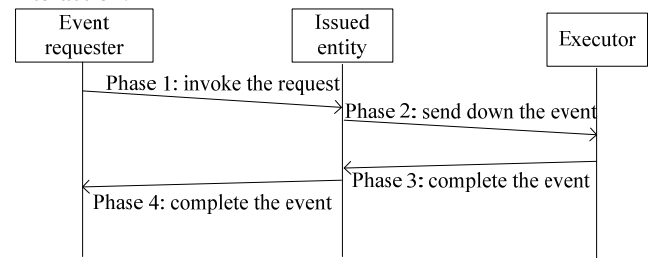 Event
requester
Issued
entity
Executor
Phase 1: invoke the request
Phase 2: send down the event
Phase 3: complete the event
Phase 4: complete the event